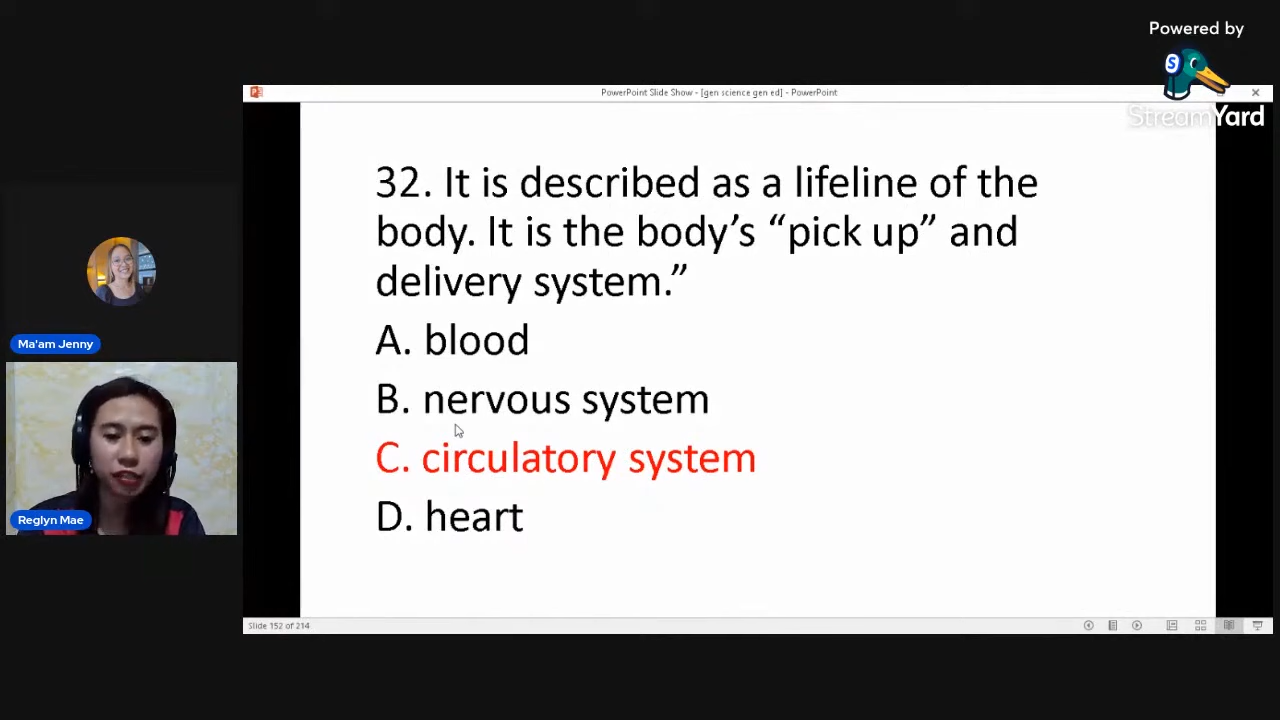 Powered by
StreamYard
PowerPoint Slide Show - [gen science gen ed] - PowerPoint
32. It is described as a lifeline of the
body. It is the body’s “pick up” and
delivery system.”
A. blood
B. nervous system
C. circulatory system
D. heart
Ma'am Jenny
Reglyn Mae
Slide 152 of 214